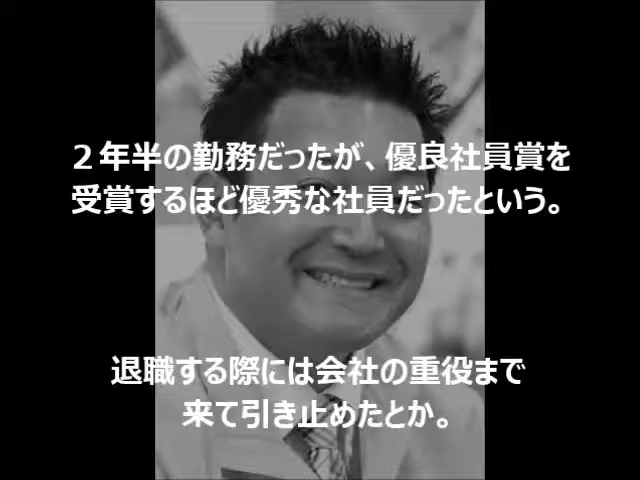 ２年半の勤務だったが、優良社員賞を
受賞するほど優秀な社員だったという。
退職する際には会社の重役まで
来て引き止めたとか。